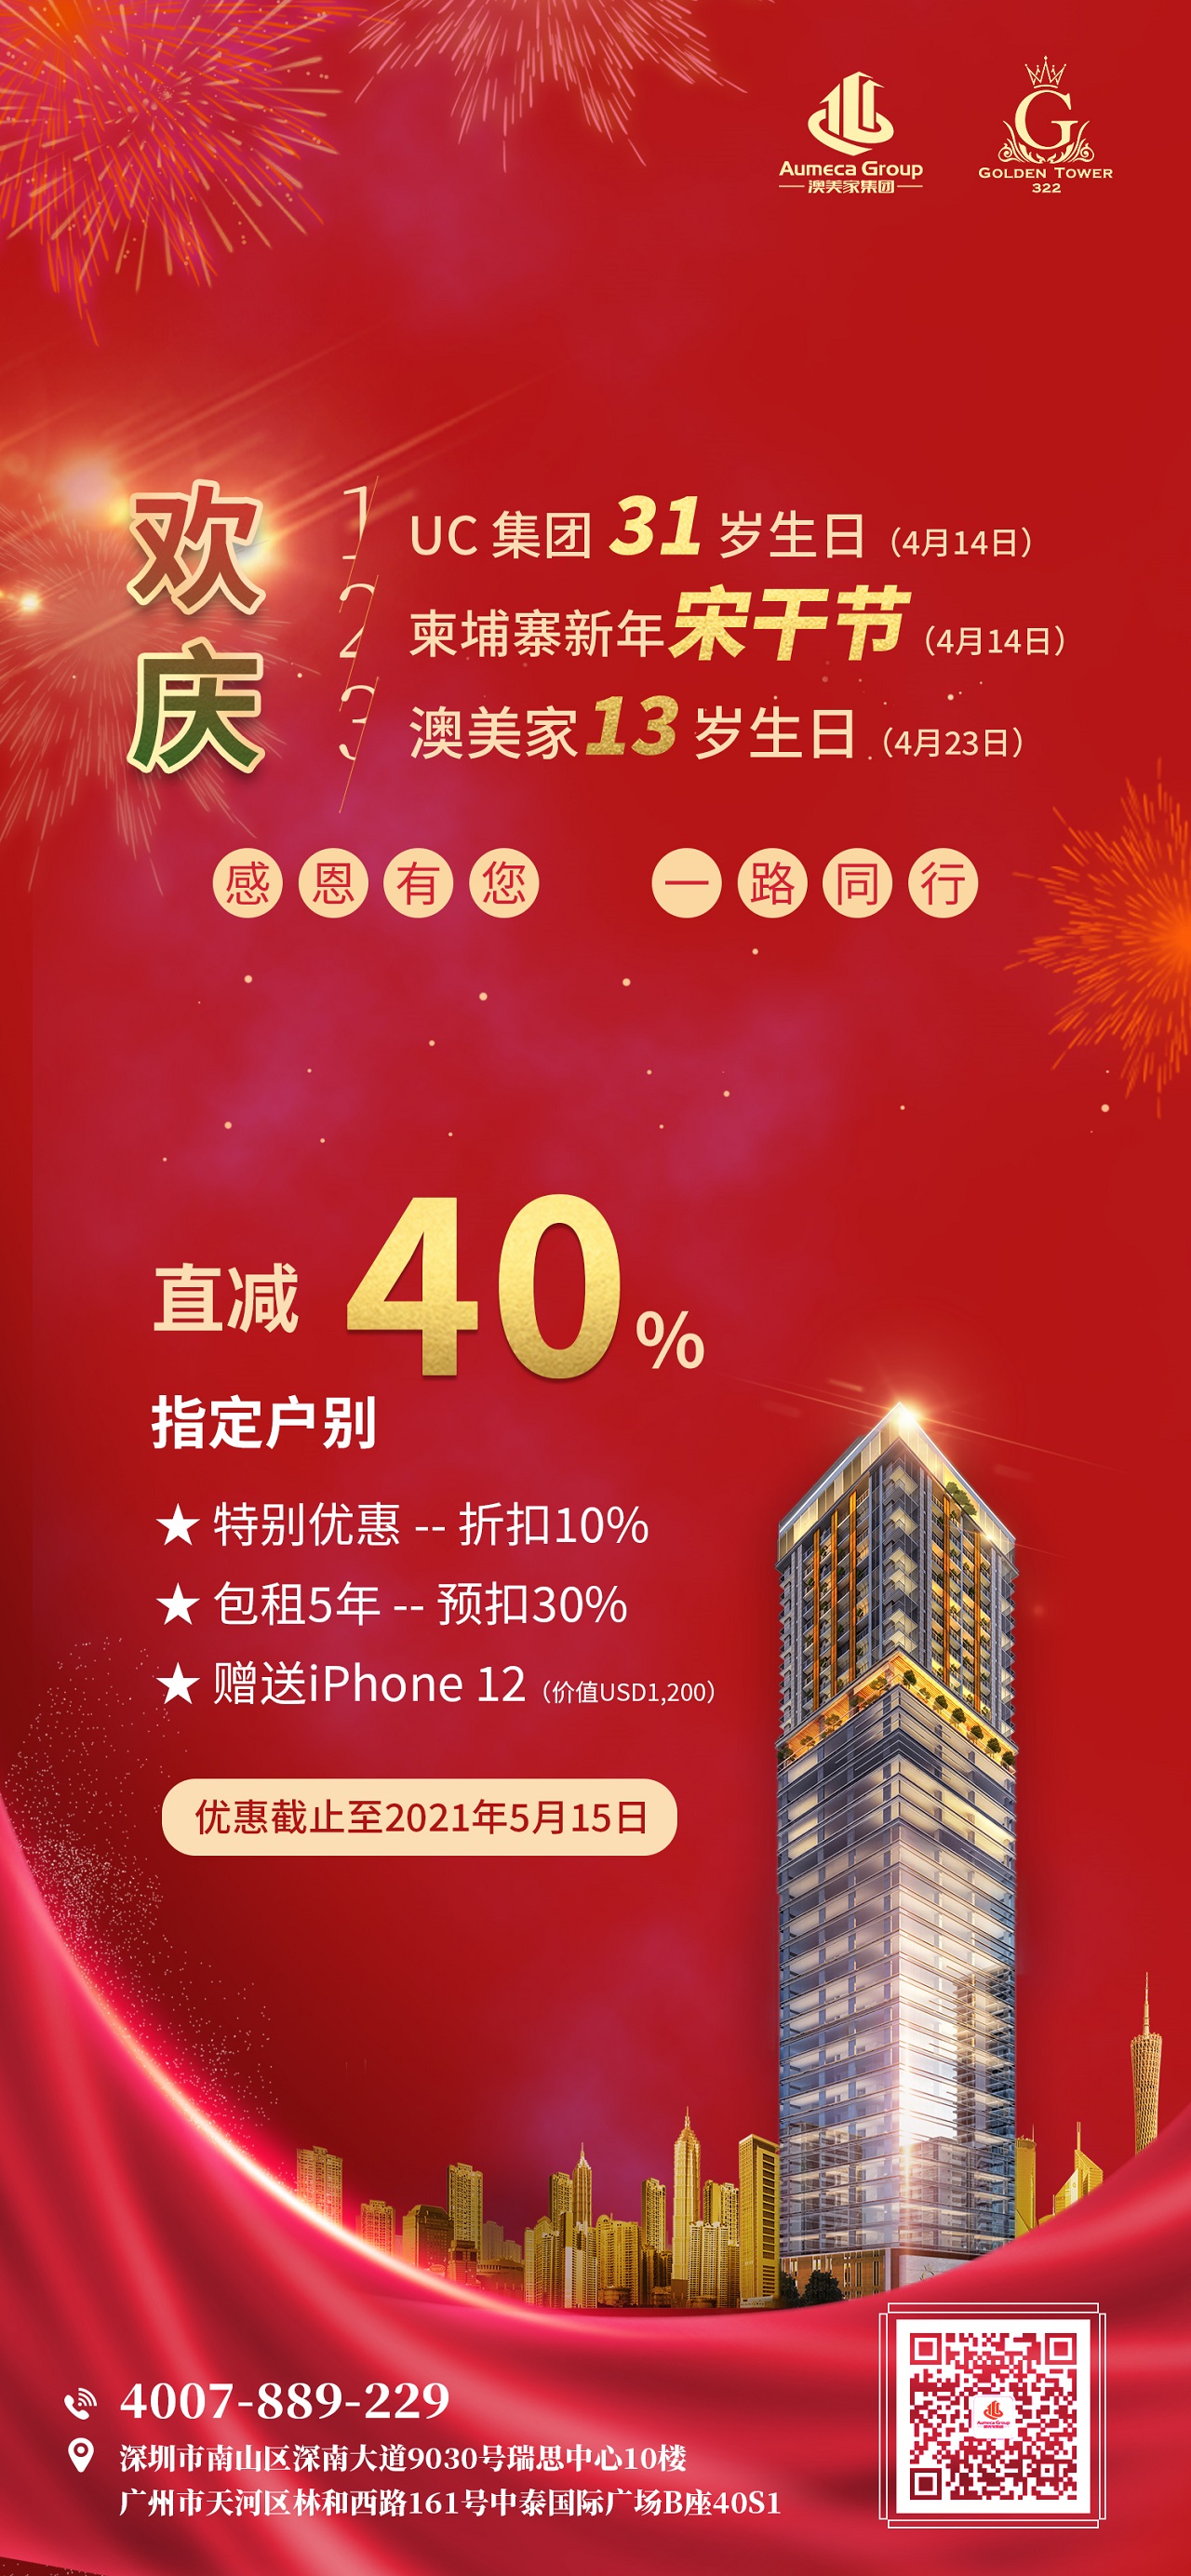 Aumeca Group
澳美家集团
G
GOLDEN TOWER
322
欢庆
1 UC 集团 31 岁生日（4月14日）
2 柬埔寨新年宋干节（4月14日）
3 澳美家13岁生日（4月23日）
感恩有您 一路同行
直减 40%
指定户别
★ 特别优惠 -- 折扣10%
★ 包租5年 -- 预扣30%
★ 赠送iPhone 12（价值USD1,200）
优惠截止至2021年5月15日
4007-889-229
深圳市南山区深南大道9030号瑞思中心10楼
广州市天河区林和西路161号中泰国际广场B座40S1
Aumeca Group